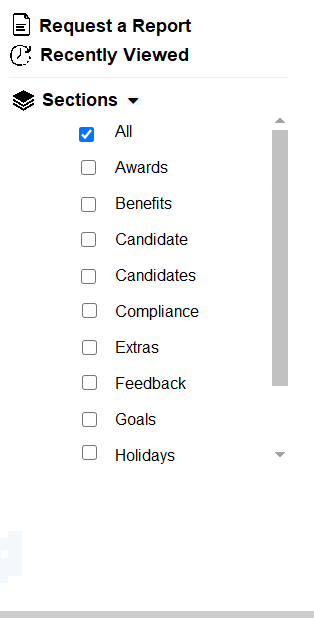 Request a Report
Recently Viewed
Sections
All
Awards
Benefits
Candidate
Candidates
Compliance
Extras
Feedback
Goals
Holidays